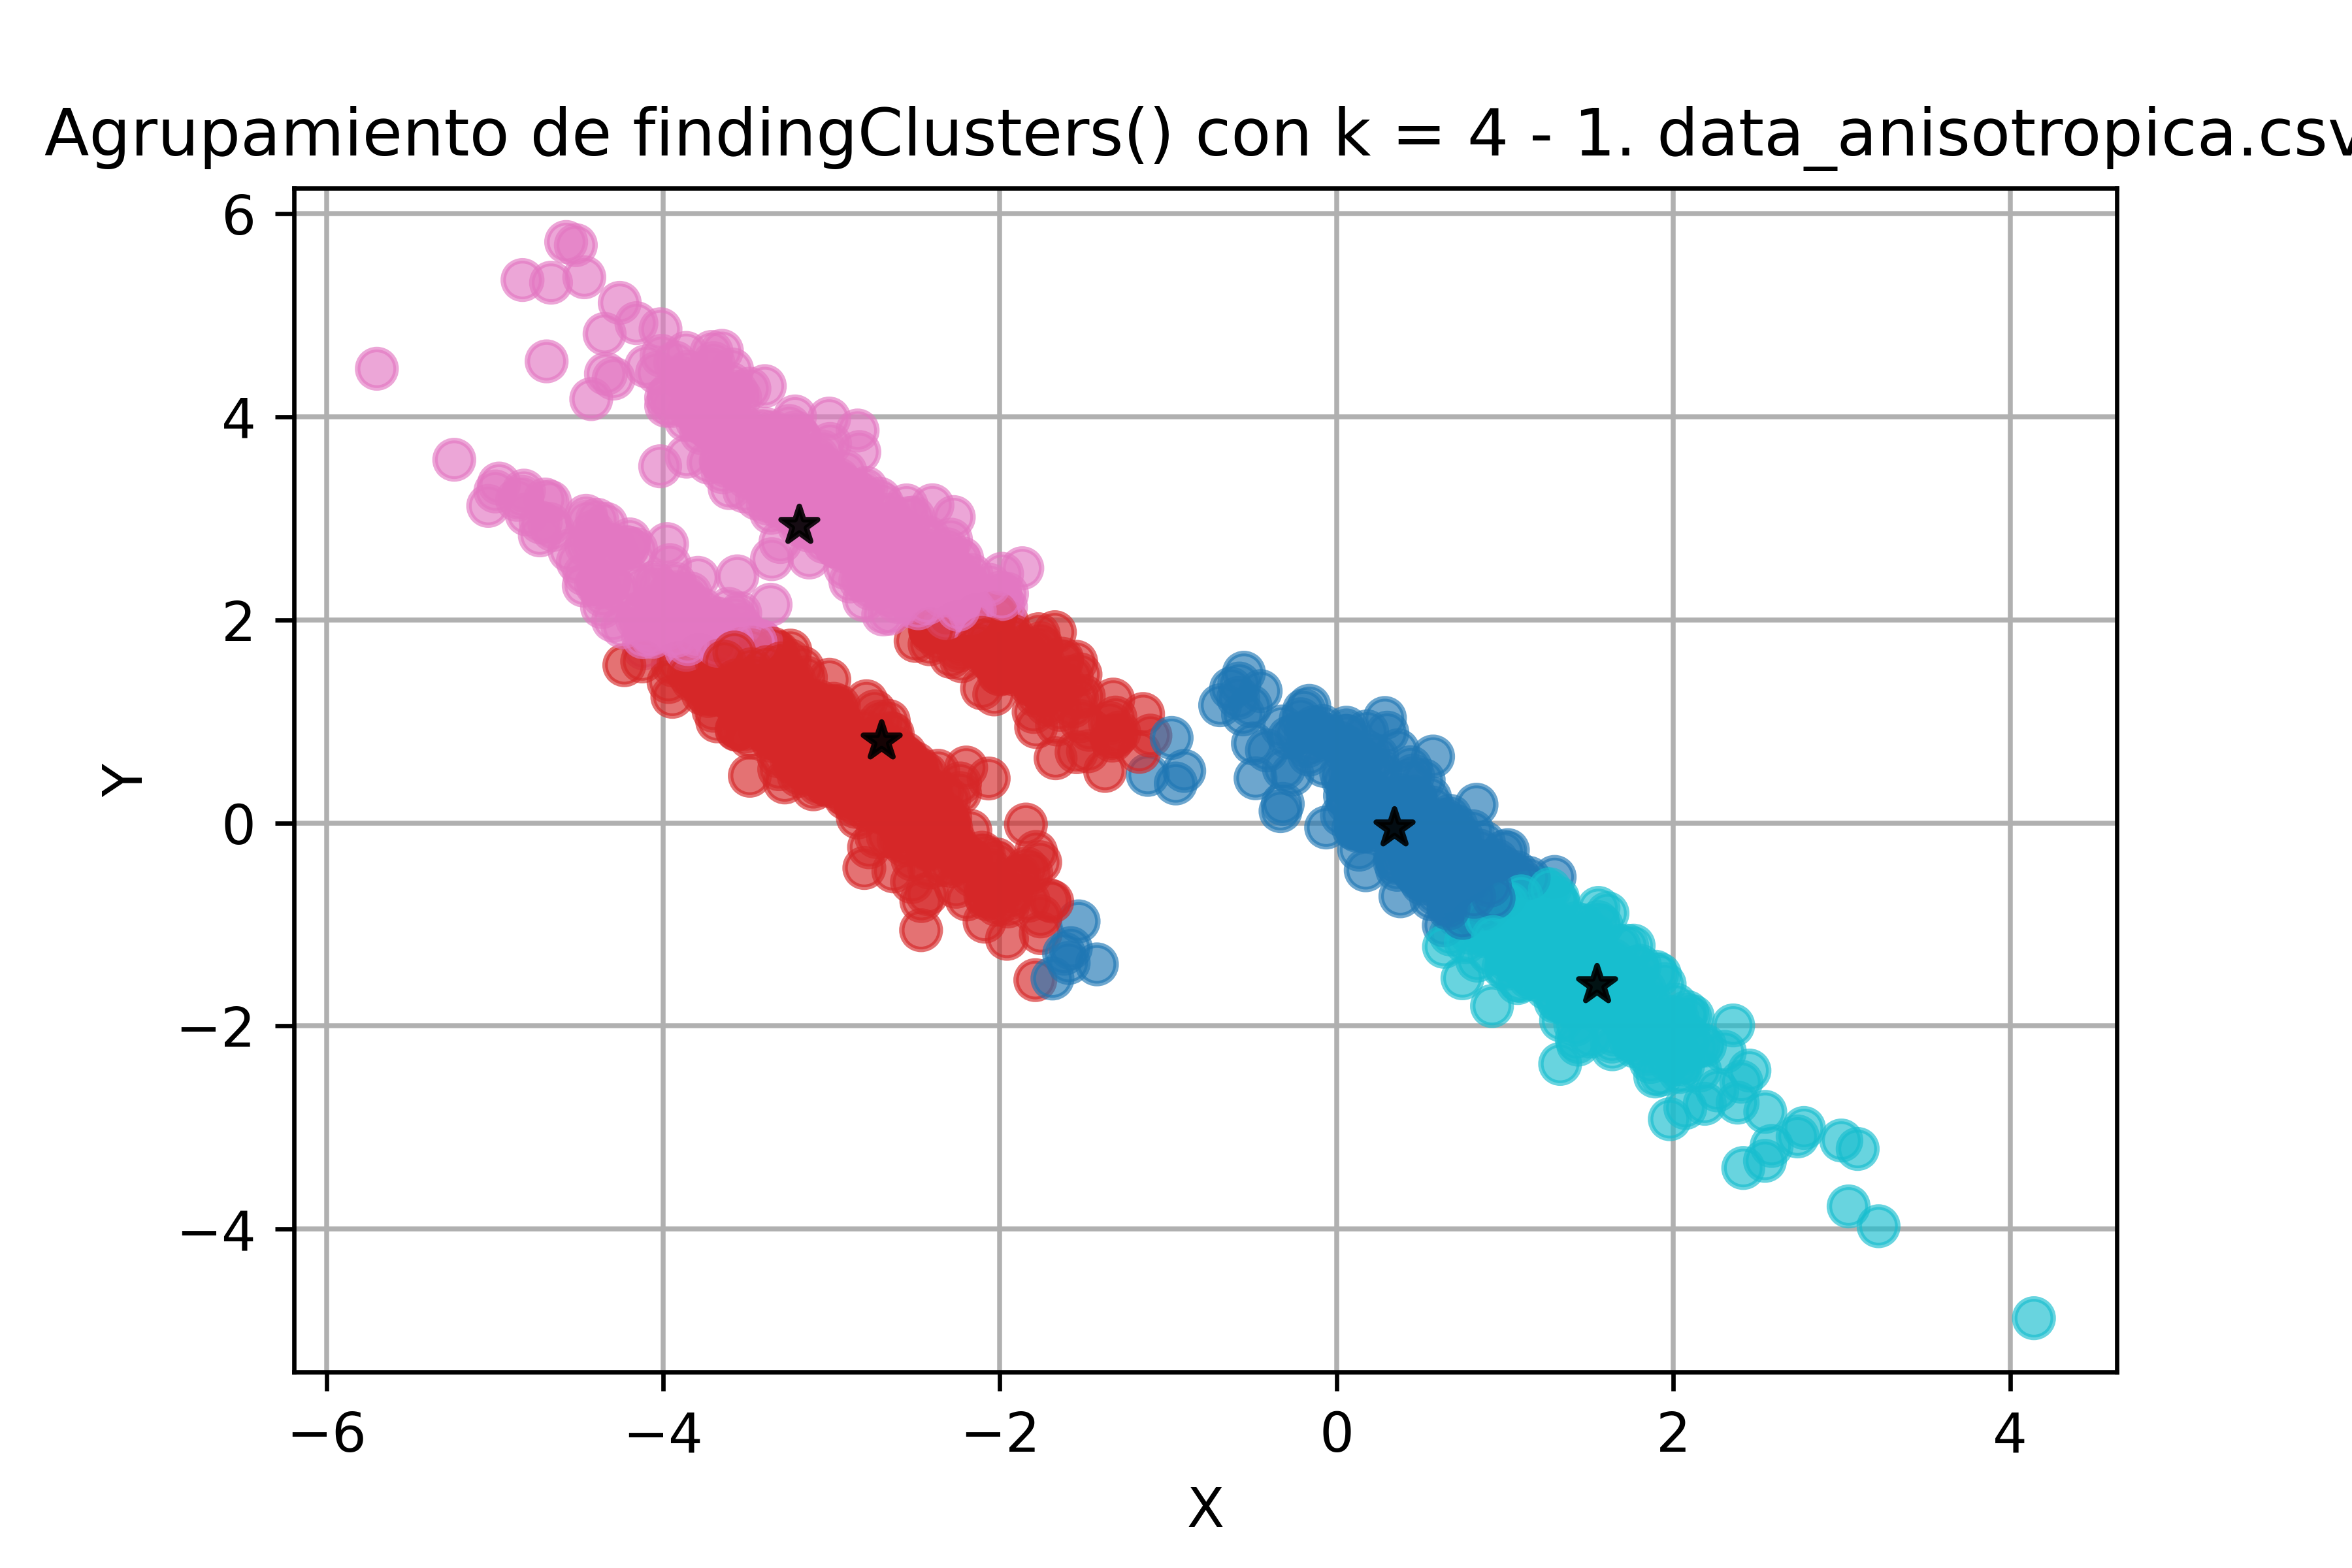 Agrupamiento de findingClusters() con k = 4 - 1. data_anisotropica.csv
6
4
2
0
−2
−4
Y
−6 −4 −2 0 2 4
X